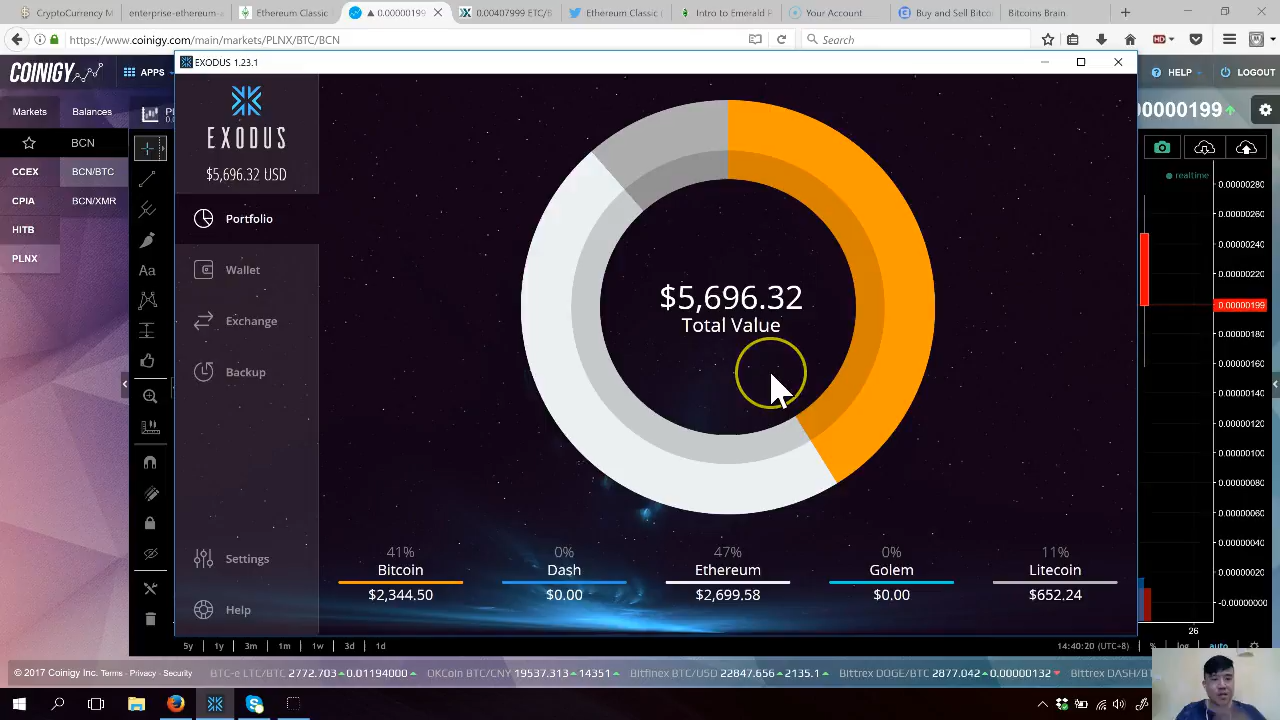 CryptoCurrency M
enterprise-ethereum-
Ethereum Classic
▲0.00000199
0.00407899 ETC/B
Ethereum Classic
Intro to Emerald
Your Account
Buy and Sell Bitcoi
Bitcoins Brain
https://www.coinigy.com/main/markets/PLNX/BTC/BCN
Search
COINIGY
APPS
HELP
LOGOUT
EXODUS 1.23.1
Markets
Balances
00000199
BCN
BCN/BTC
BCN/XMR
CPIA
HITB
PLNX
Aa
EXODUS
$5,696.32 USD
Portfolio
Wallet
Exchange
Backup
Settings
Help
$5,696.32
Total Value
41%
Bitcoin
$2,344.50
0%
Dash
$0.00
47%
Ethereum
$2,699.58
0%
Golem
$0.00
11%
Litecoin
$652.24
realtime
0.00000280
0.00000260
0.00000240
0.00000220
0.00000199
0.00000180
0.00000160
0.00000140
0.00000120
0.00000100
0.00000080
0.00000060
0.00000040
0.00000020
-0.00000000
26
5y 1y 3m 1m 1w 3d 1d
14:40:20 (UTC+8)
% log auto
© 2017 Coinigy Inc. Terms · Privacy · Security
BTC-e LTC/BTC 2772.703 0.01194000 OKCoin BTC/CNY 19537.313 14351 Bitfinex BTC/USD 22847.656 2135.1 Bittrex DOGE/BTC 2877.042 0.00000132 Bittrex DASH/